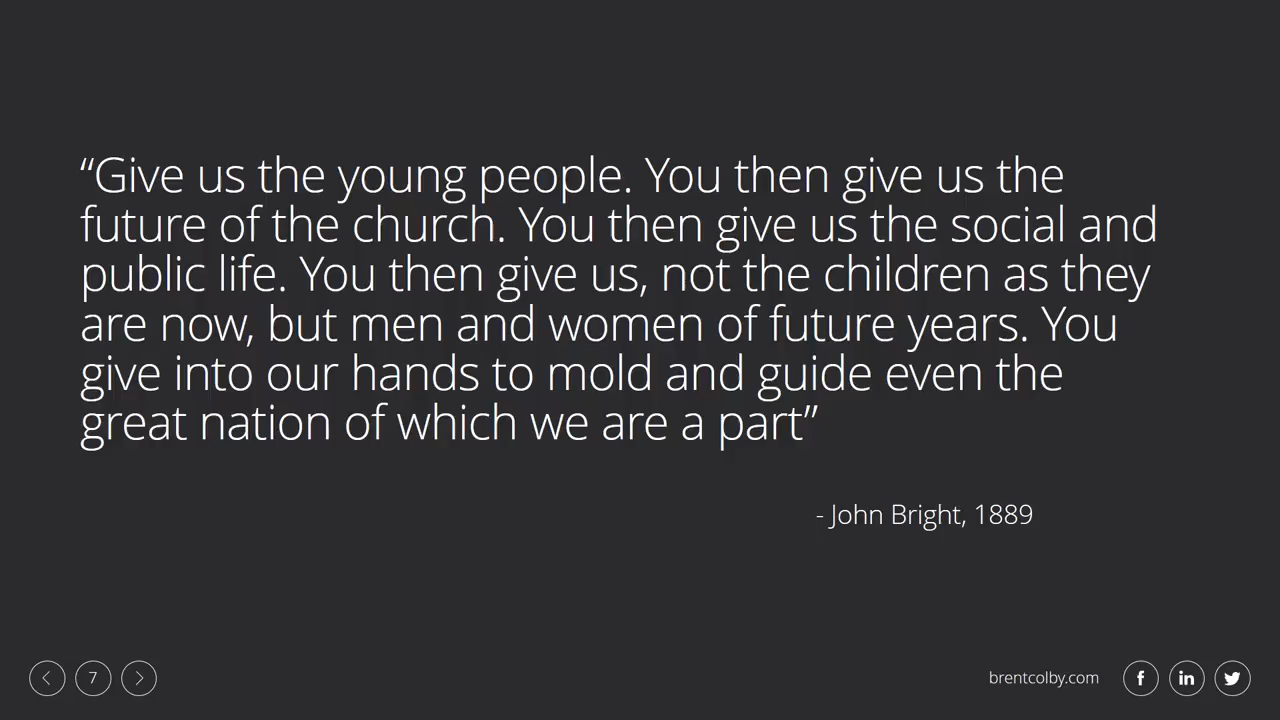 “Give us the young people. You then give us the
future of the church. You then give us the social and
public life. You then give us, not the children as they
are now, but men and women of future years. You
give into our hands to mold and guide even the
great nation of which we are a part”
- John Bright, 1889
7
brentcolby.com